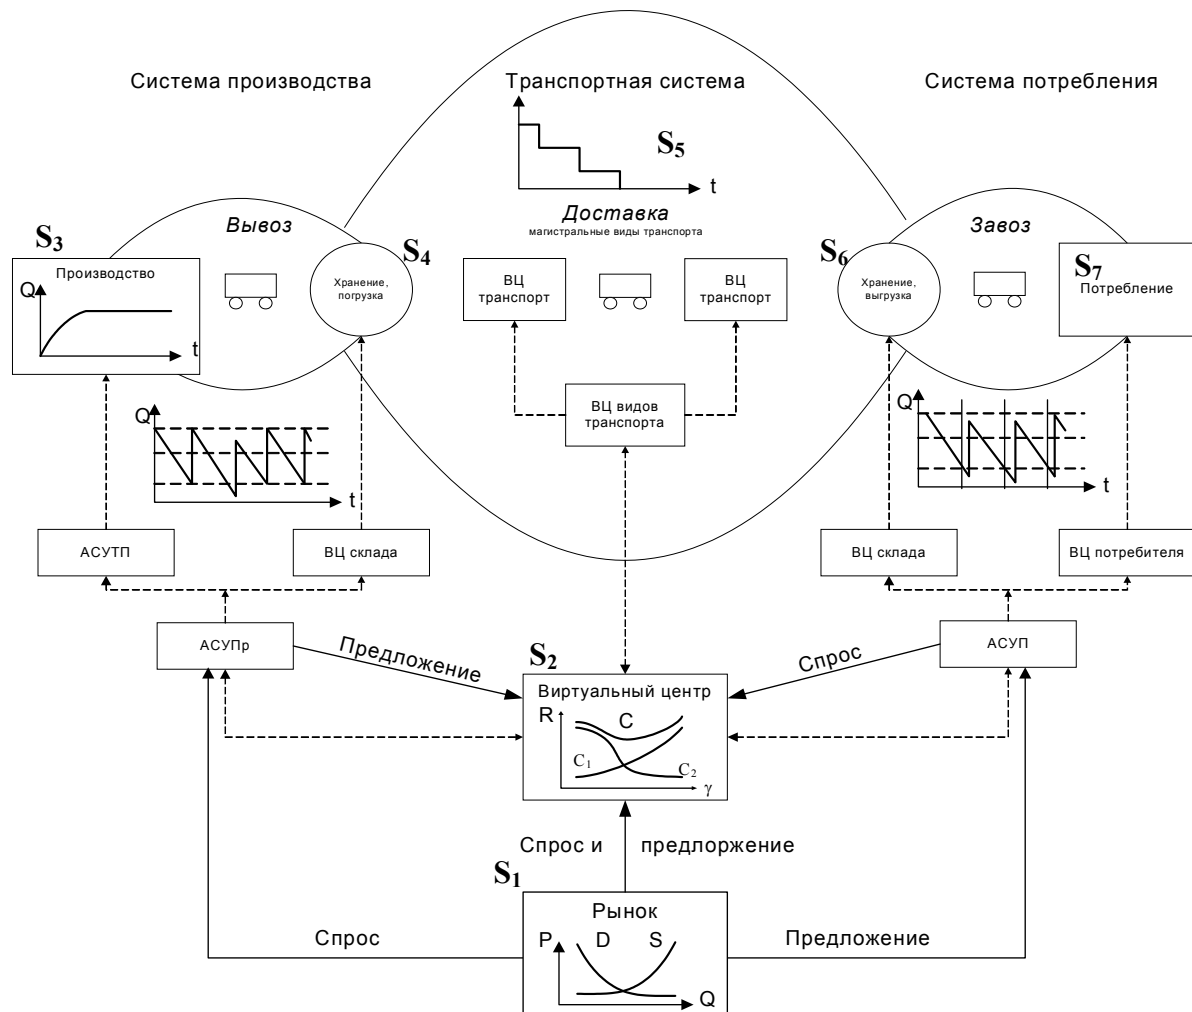 Система производства
Транспортная система
Система потребления
S5
t
S3
Вывоз
S4
Доставка
магистральные виды транспорта
S6
Завоз
S7
Производство
Q
t
Хранение,
погрузка
ВЦ
транспорт
ВЦ
транспорт
Хранение,
выгрузка
Потребление
ВЦ видов
транспорта
Q
t
Q
t
АСУТП
ВЦ склада
ВЦ склада
ВЦ потребителя
АСУПр
Предложение
S2
Спрос
АСУП
Виртуальный центр
R
C
C1
C2
γ
Спрос и предлоржение
S1
Рынок
Спрос
P
D
S
Q
Предложение